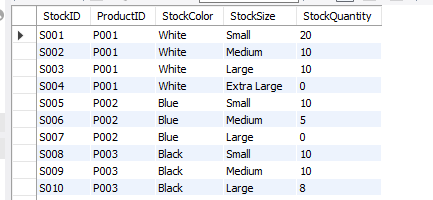 StockID ProductID StockColor StockSize StockQuantity
S001 P001 White Small 20
S002 P001 White Medium 10
S003 P001 White Large 10
S004 P001 White Extra Large 0
S005 P002 Blue Small 10
S006 P002 Blue Medium 5
S007 P002 Blue Large 0
S008 P003 Black Small 10
S009 P003 Black Medium 10
S010 P003 Black Large 8